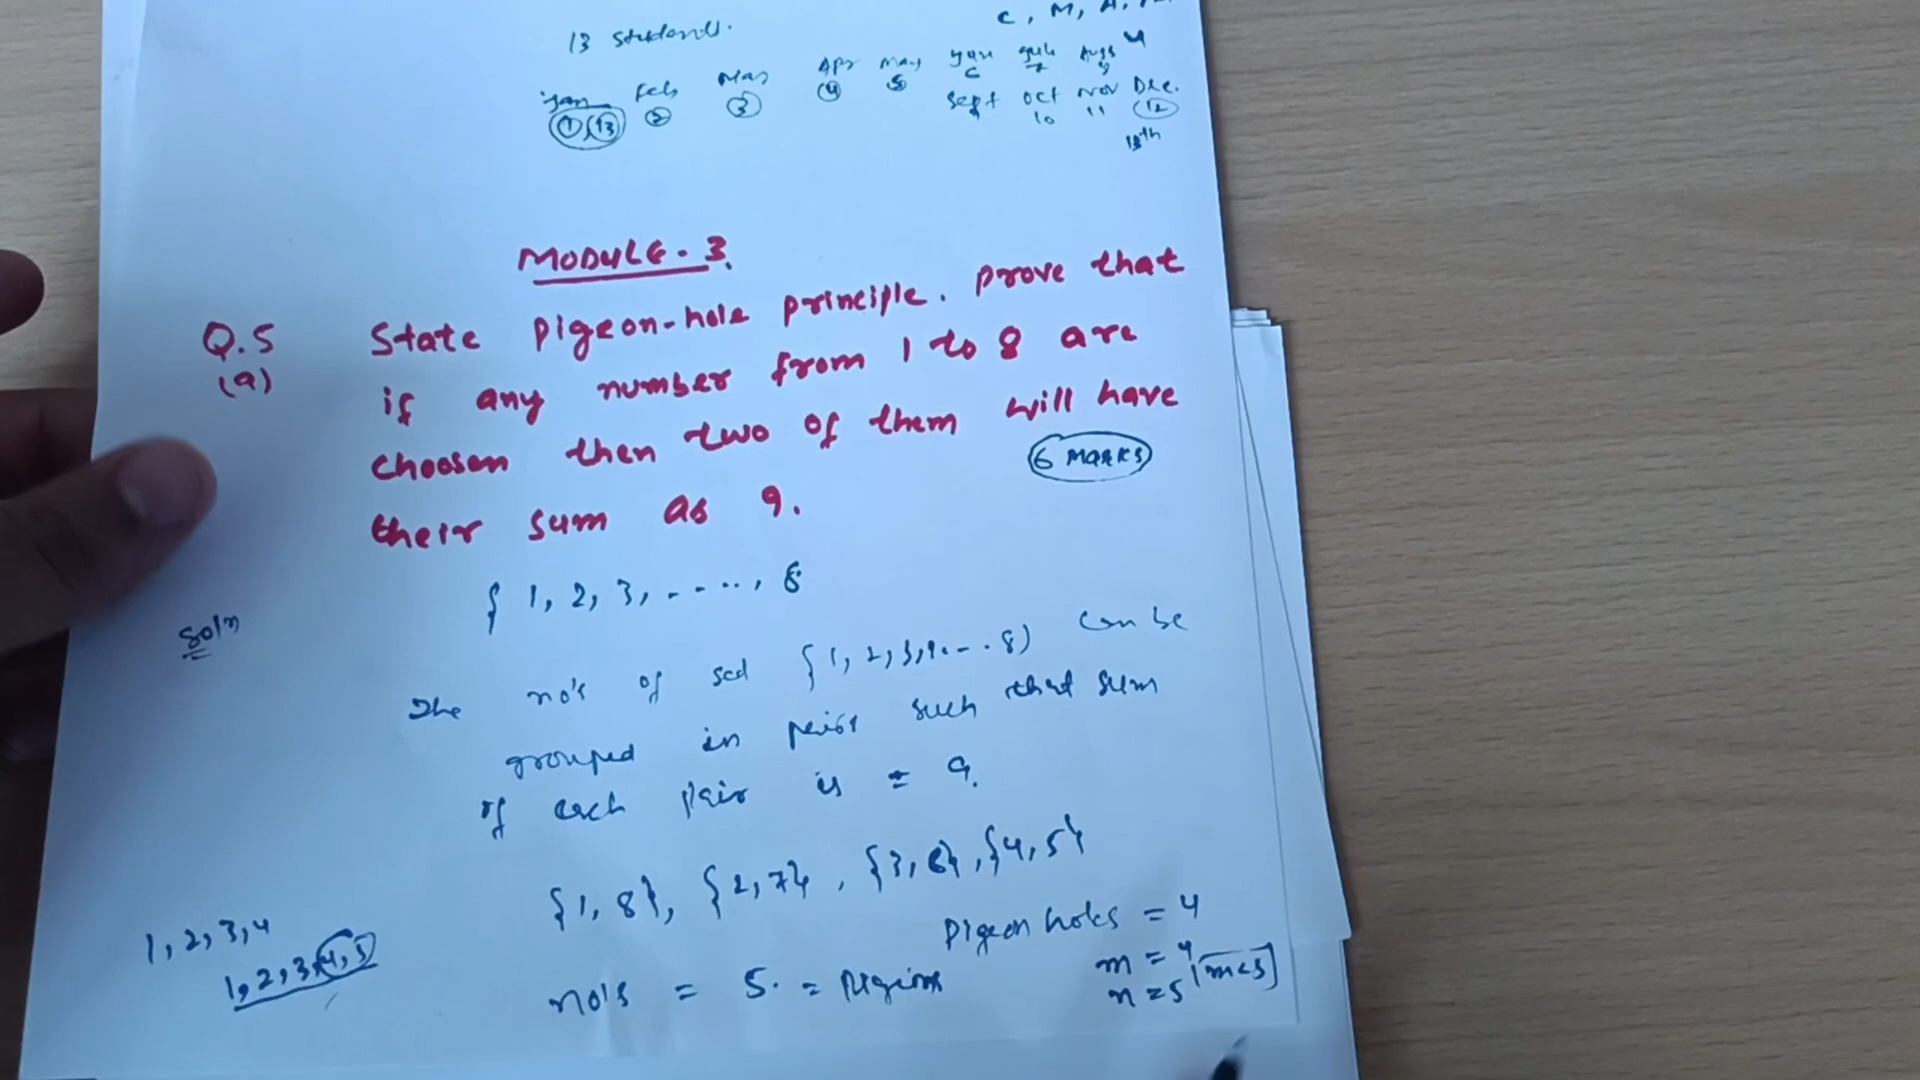 C, M, A,
13 students.
Jan Feb Mar Apr May June July Augs
1, 13 2 3 4 5 6 7
Sept Oct Nov Dec.
9 10 11 12
13th
MODULE-3.
Q.5 State pigeon-hole principle. prove that
(a) if any number from 1 to 8 are
choosen then two of them will have
their sum as 9.
6 MARKS
{ 1, 2, 3, ....., 8
Soln
The no's of set { 1, 2, 3, .... 8) can be
grouped in pairs such that sum
of each pair is = 9.
{1, 8}, {2, 7}, {3, 6}, {4, 5}
1, 2, 3, 4
1, 2, 3, 4, 5
Pigeon holes = 4
no's = 5. = Pigeons
m = 4
n = 5